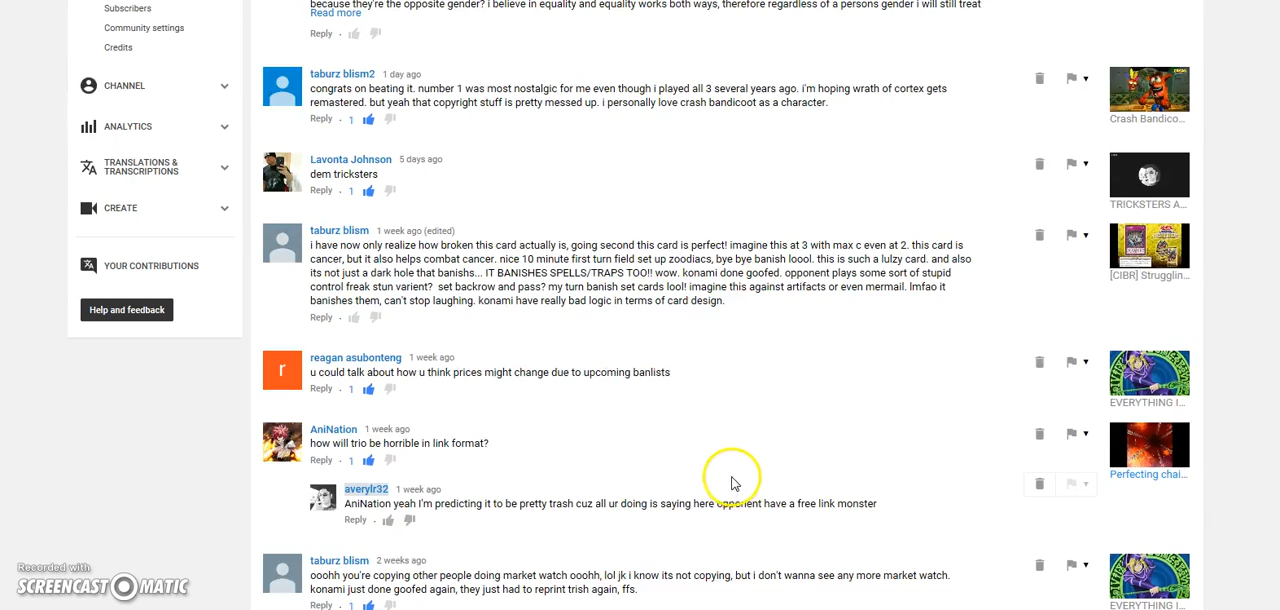 Subscribers
Community settings
Credits
CHANNEL
ANALYTICS
TRANSLATIONS &
TRANSCRIPTIONS
CREATE
YOUR CONTRIBUTIONS
Help and feedback
because they're the opposite gender? i believe in equality and equality works both ways, therefore regardless of a persons gender i will still treat
Read more
Reply
taburz blism2 1 day ago
congrats on beating it. number 1 was most nostalgic for me even though i played all 3 several years ago. i'm hoping wrath of cortex gets
remastered. but yeah that copyright stuff is pretty messed up. i personally love crash bandicoot as a character.
Reply · 1
Crash Bandico...
Lavonta Johnson 5 days ago
dem tricksters
Reply · 1
TRICKSTERS A...
taburz blism 1 week ago (edited)
i have now only realize how broken this card actually is, going second this card is perfect! imagine this at 3 with max c even at 2. this card is
cancer, but it also helps combat cancer. nice 10 minute first turn field set up zoodiacs, bye bye banish loool. this is such a lulzy card. and also
its not just a dark hole that banishs... IT BANISHES SPELLS/TRAPS TOO!! wow. konami done goofed. opponent plays some sort of stupid
control freak stun varient? set backrow and pass? my turn banish set cards lool! imagine this against artifacts or even mermail. lmfao it
banishes them, can't stop laughing. konami have really bad logic in terms of card design.
Reply
[CIBR] Strugglin...
reagan asubonteng 1 week ago
u could talk about how u think prices might change due to upcoming banlists
Reply · 1
EVERYTHING I...
AniNation 1 week ago
how will trio be horrible in link format?
Reply · 1
Perfecting chai...
averylr32 1 week ago
AniNation yeah I'm predicting it to be pretty trash cuz all ur doing is saying here opponent have a free link monster
Reply ·
taburz blism 2 weeks ago
ooohh you're copying other people doing market watch ooohh, lol jk i know its not copying, but i don't wanna see any more market watch.
konami just done goofed again, they just had to reprint trish again, ffs.
Reply · 1
EVERYTHING I...
Recorded with
SCREENCAST MATIC